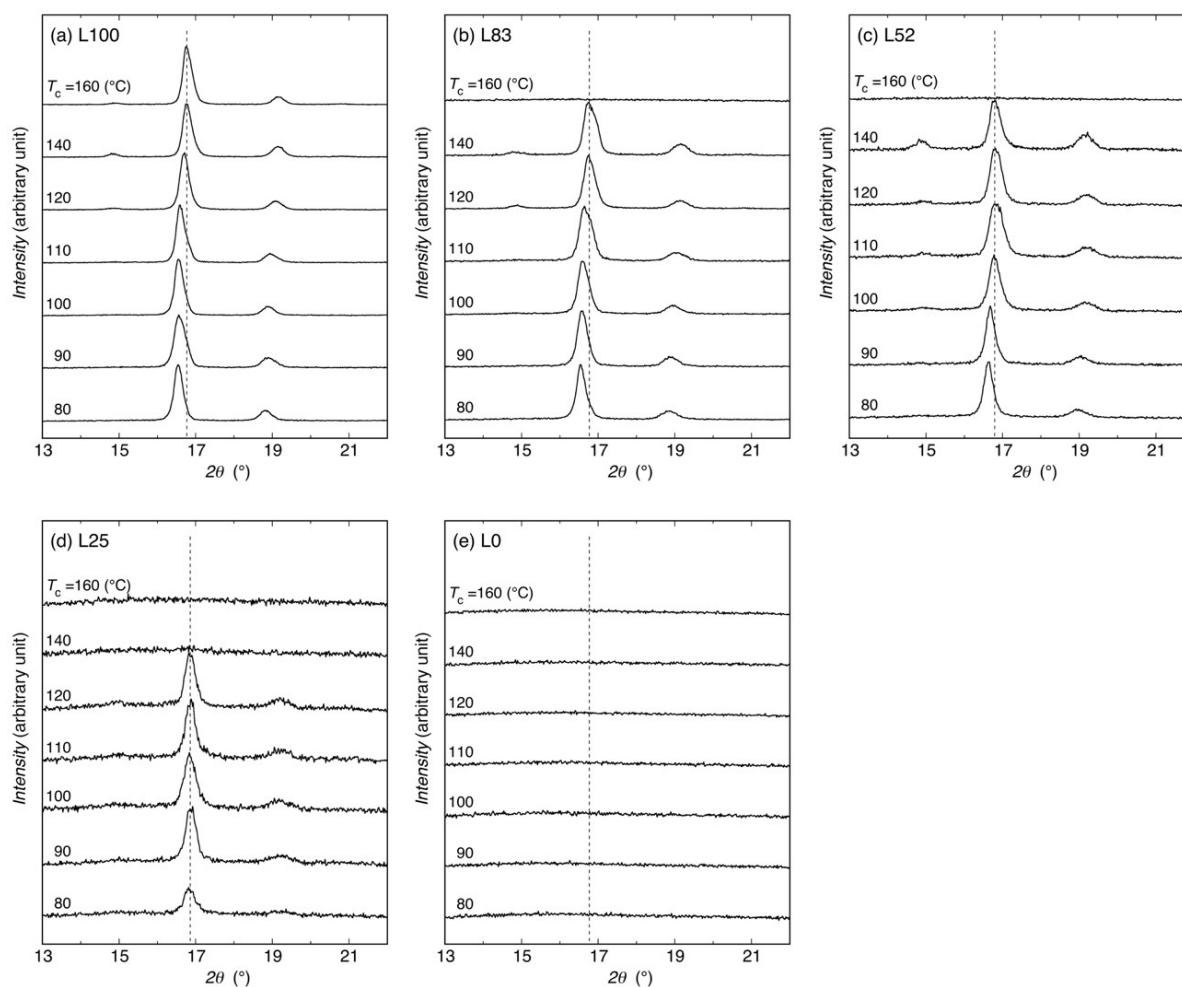 (a) L100
T_c =160 (°C)
140
120
110
100
90
80
Intensity (arbitrary unit)
13 15 17 19 21
2θ (°)
(b) L83
T_c =160 (°C)
140
120
110
100
90
80
Intensity (arbitrary unit)
13 15 17 19 21
2θ (°)
(c) L52
T_c =160 (°C)
140
120
110
100
90
80
Intensity (arbitrary unit)
13 15 17 19 21
2θ (°)
(d) L25
T_c =160 (°C)
140
120
110
100
90
80
Intensity (arbitrary unit)
13 15 17 19 21
2θ (°)
(e) L0
T_c =160 (°C)
140
120
110
100
90
80
Intensity (arbitrary unit)
13 15 17 19 21
2θ (°)